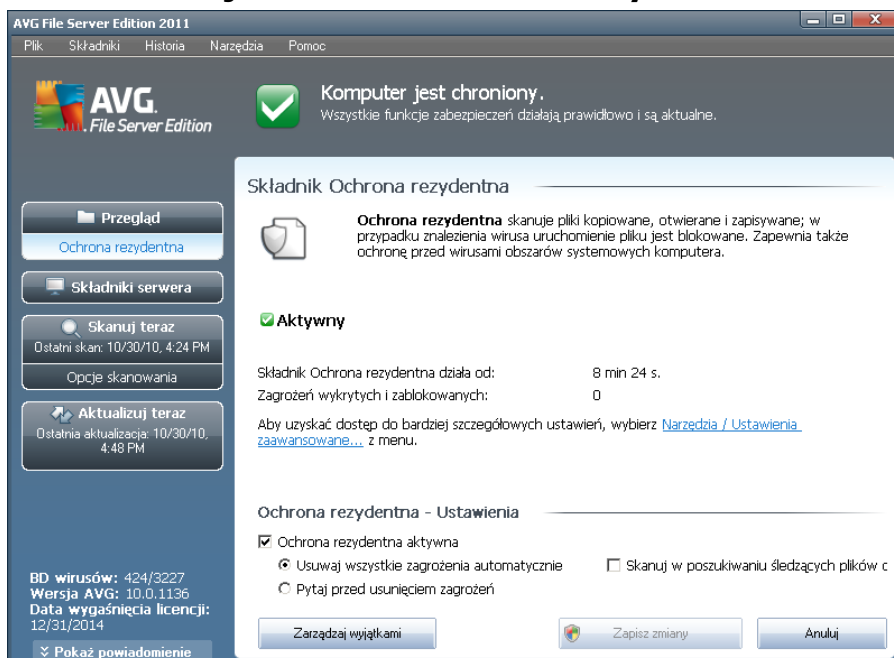 AVG File Server Edition 2011
Plik Składniki Historia Narzędzia Pomoc
AVG.
File Server Edition
Komputer jest chroniony.
Wszystkie funkcje zabezpieczeń działają prawidłowo i są aktualne.
Przegląd
Ochrona rezydentna
Składniki serwera
Skanuj teraz
Ostatni skan: 10/30/10, 4:24 PM
Opcje skanowania
Aktualizuj teraz
Ostatnia aktualizacja: 10/30/10,
4:48 PM
BD wirusów: 424/3227
Wersja AVG: 10.0.1136
Data wygaśnięcia licencji:
12/31/2014
Pokaż powiadomienie
Składnik Ochrona rezydentna
Ochrona rezydentna skanuje pliki kopiowane, otwierane i zapisywane; w
przypadku znalezienia wirusa uruchomienie pliku jest blokowane. Zapewnia także
ochronę przed wirusami obszarów systemowych komputera.
Aktywny
Składnik Ochrona rezydentna działa od: 8 min 24 s.
Zagrożeń wykrytych i zablokowanych: 0
Aby uzyskać dostęp do bardziej szczegółowych ustawień, wybierz Narzędzia / Ustawienia
zaawansowane... z menu.
Ochrona rezydentna - Ustawienia
Ochrona rezydentna aktywna
Usuwaj wszystkie zagrożenia automatycznie Skanuj w poszukiwaniu śledzących plików c
Pytaj przed usunięciem zagrożeń
Zarządzaj wyjątkami Zapisz zmiany Anuluj